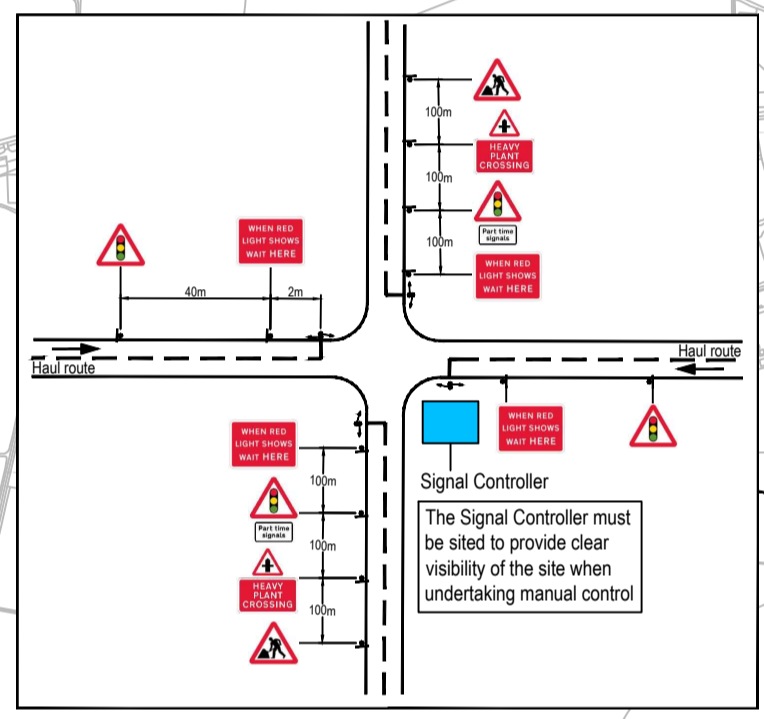 100m
HEAVY
PLANT
CROSSING
100m
Part time
signals
100m
WHEN RED
LIGHT SHOWS
WAIT HERE
WHEN RED
LIGHT SHOWS
WAIT HERE
40m
2m
Haul route
Haul route
WHEN RED
LIGHT SHOWS
WAIT HERE
Signal Controller
The Signal Controller must
be sited to provide clear
visibility of the site when
undertaking manual control
WHEN RED
LIGHT SHOWS
WAIT HERE
100m
Part time
signals
100m
HEAVY
PLANT
CROSSING
100m